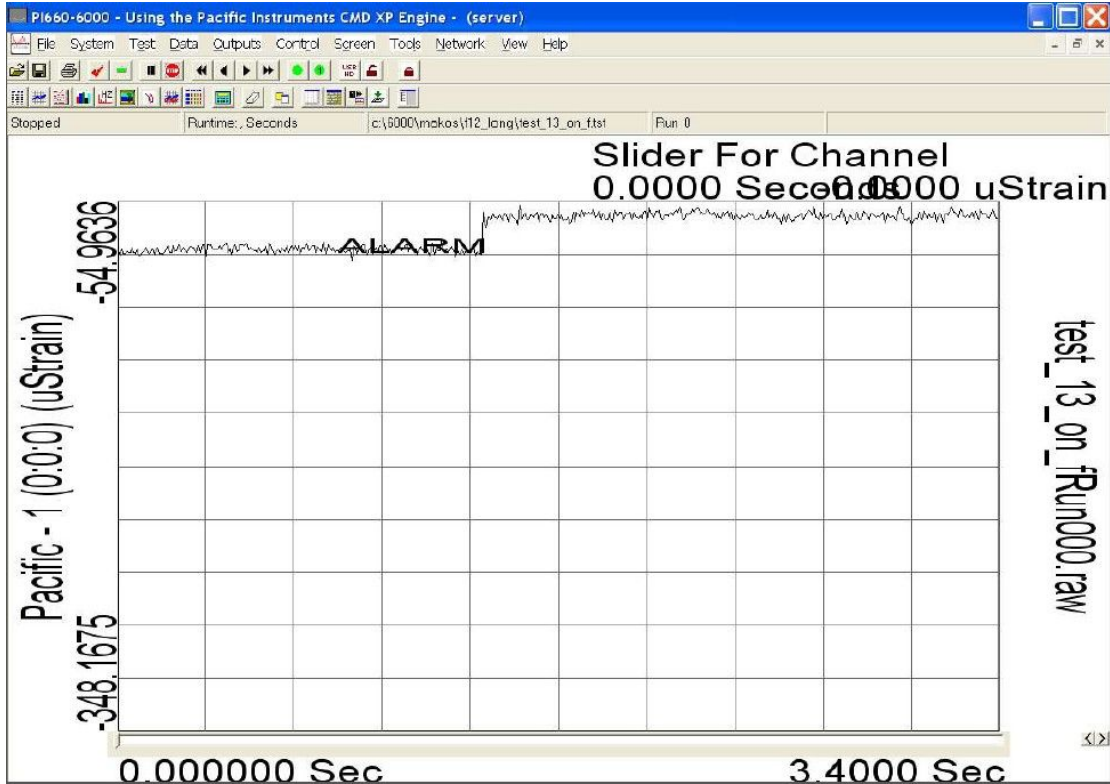 PI660-6000 - Using the Pacific Instruments CMD XP Engine - (server)
File System Test Data Outputs Control Screen Tools Network View Help
Stopped Runtime:, Seconds c:\6000\makos\f12_long\test_13_on_f.tst Run 0
Slider For Channel
0.0000 Seconds -0.0000 uStrain
-54.9636
ALARM
Pacific - 1 (0:0:0) (uStrain)
test_13_on_fRun000.raw
-348.1675
0.000000 Sec 3.4000 Sec